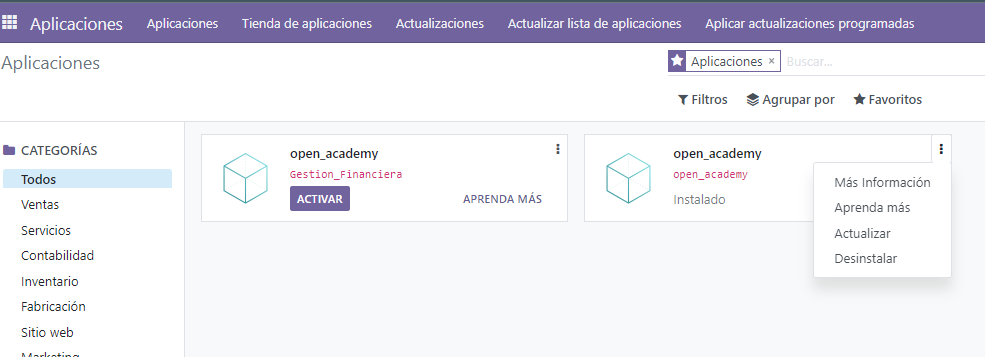 Aplicaciones Aplicaciones Tienda de aplicaciones Actualizaciones Actualizar lista de aplicaciones Aplicar actualizaciones programadas
Aplicaciones
Aplicaciones × Buscar...
Filtros Agrupar por Favoritos
CATEGORÍAS
Todos
Ventas
Servicios
Contabilidad
Inventario
Fabricación
Sitio web
Marketing
open_academy
Gestion_Financiera
ACTIVAR APRENDA MÁS
open_academy
open_academy
Instalado
Más Información
Aprenda más
Actualizar
Desinstalar